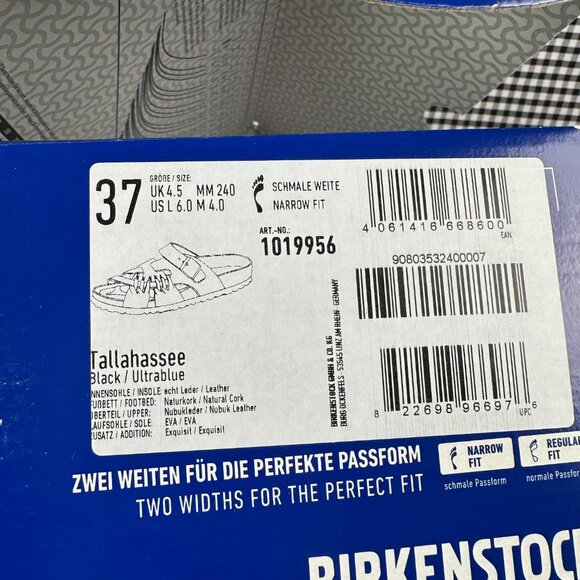 37
GRÖßE / SIZE:
UK 4.5 MM 240
US L 6.0 M 4.0
SCHMALE WEITE
NARROW FIT
ART.-NO.:
1019956
4 061416 668600
EAN
90803532400007
8 22698 96697 6
UPC
BIRKENSTOCK GMBH & CO. KG
BURG OCKENFELS · 53545 LINZ AM RHEIN · GERMANY
Tallahassee
Black / Ultrablue
NNENSOHLE / INSOLE: echt Leder / Leather
FUßBETT / FOOTBED: Naturkork / Natural Cork
OBERTEIL / UPPER: Nubukleder / Nubuk Leather
LAUFSOHLE / SOLE: EVA / EVA
ZUSATZ / ADDITION: Exquisit / Exquisit
ZWEI WEITEN FÜR DIE PERFEKTE PASSFORM
TWO WIDTHS FOR THE PERFECT FIT
NARROW
FIT
schmale Passform
REGULAR
FIT
normale Passform
BIRKENSTOCK